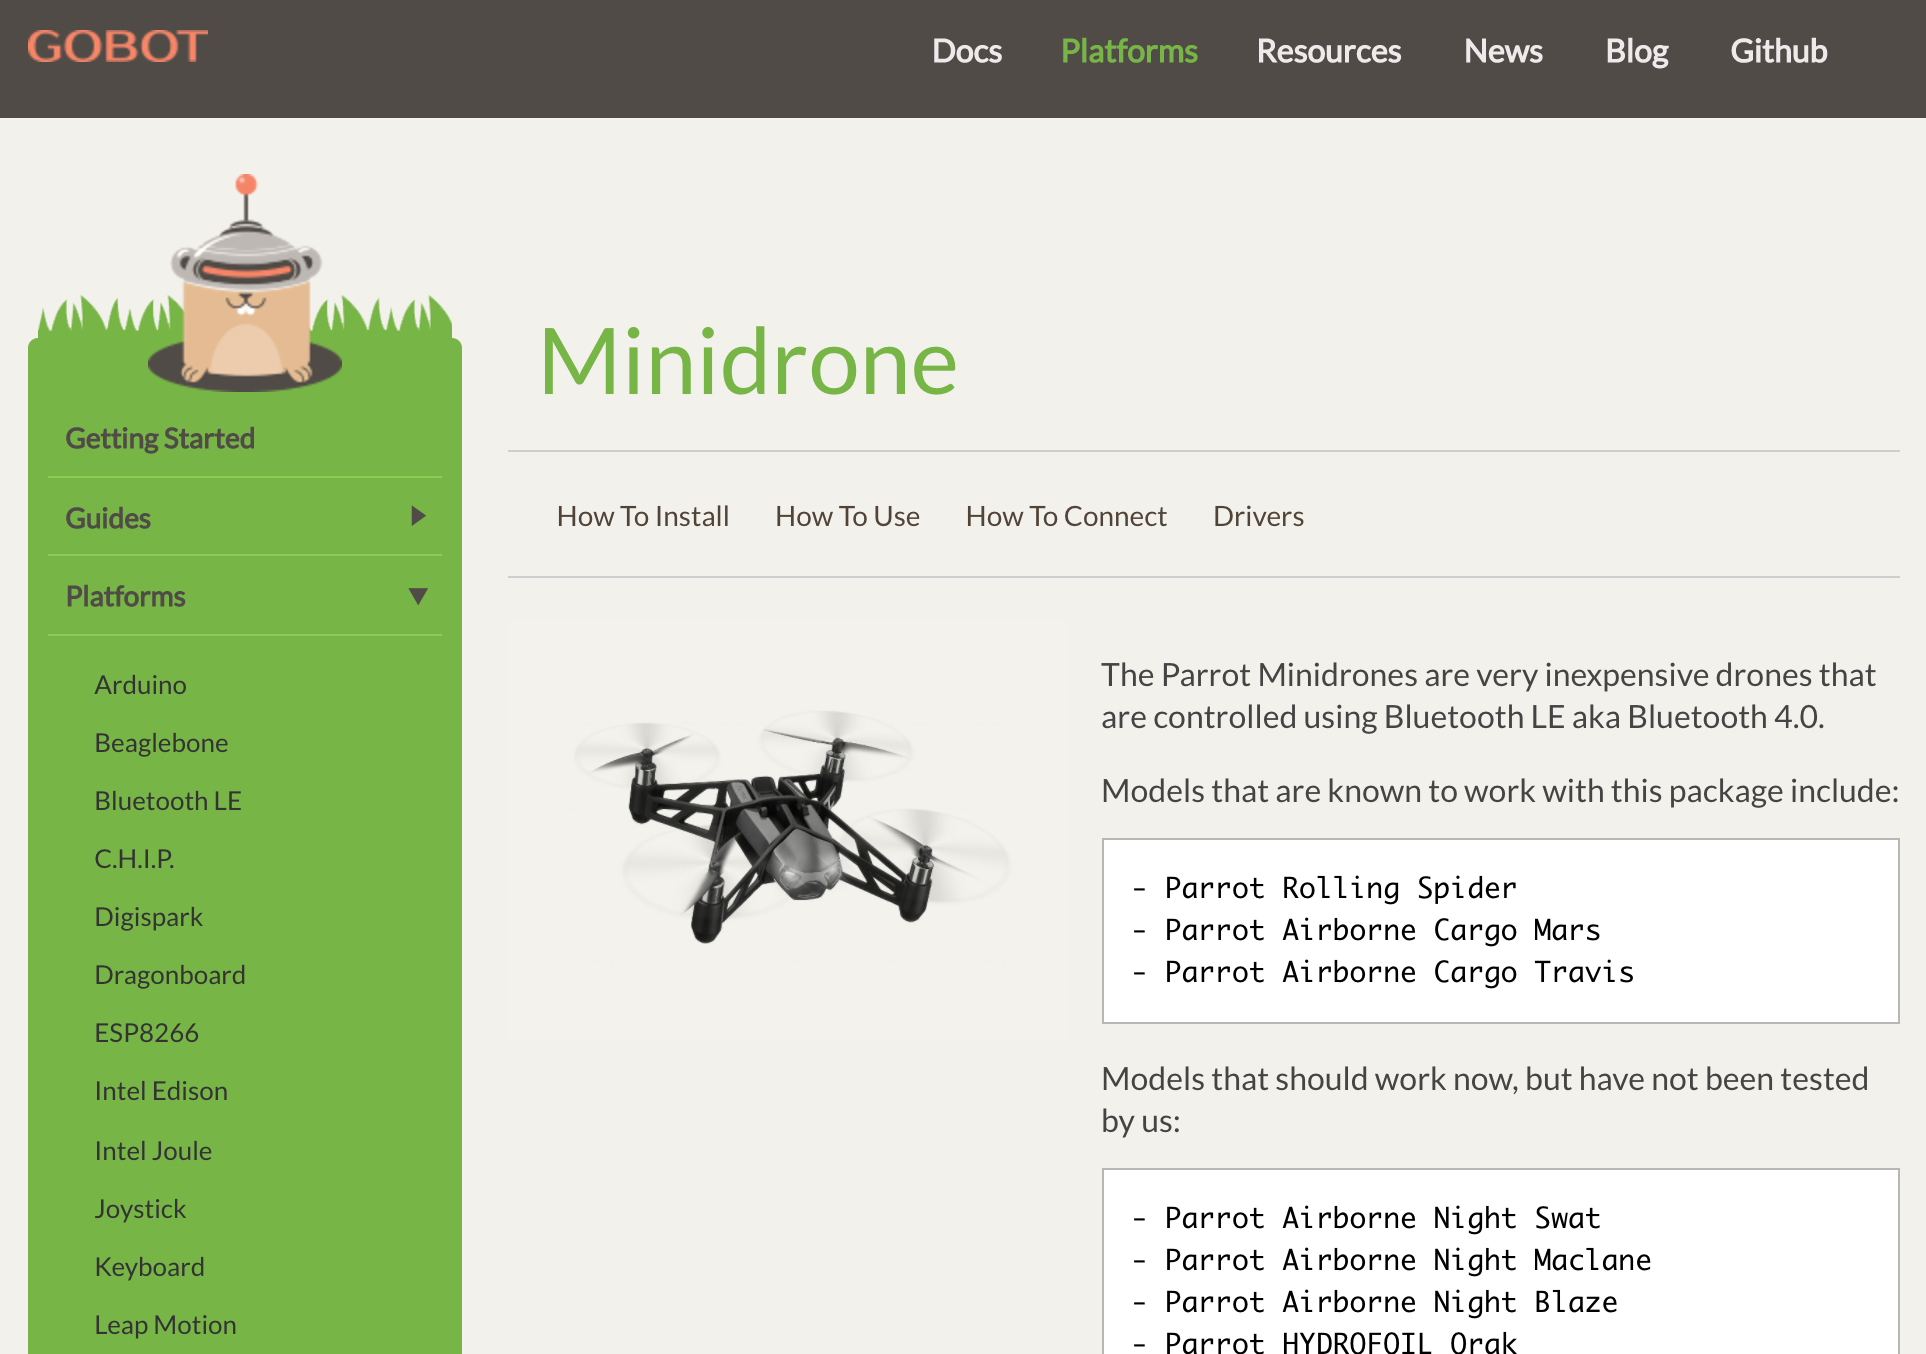 GOBOT
Docs Platforms Resources News Blog Github
Getting Started
Guides
Platforms
Arduino
Beaglebone
Bluetooth LE
C.H.I.P.
Digispark
Dragonboard
ESP8266
Intel Edison
Intel Joule
Joystick
Keyboard
Leap Motion
Minidrone
How To Install How To Use How To Connect Drivers
The Parrot Minidrones are very inexpensive drones that
are controlled using Bluetooth LE aka Bluetooth 4.0.
Models that are known to work with this package include:
- Parrot Rolling Spider
- Parrot Airborne Cargo Mars
- Parrot Airborne Cargo Travis
Models that should work now, but have not been tested
by us:
- Parrot Airborne Night Swat
- Parrot Airborne Night Maclane
- Parrot Airborne Night Blaze
- Parrot HYDROFOIL Orak